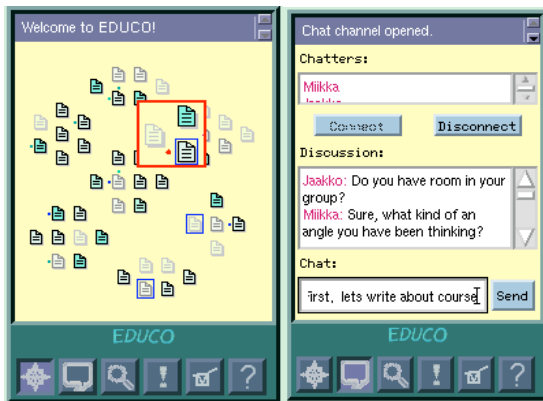 Welcome to EDUCO!
EDUCO
Chat channel opened.
Chatters:
Miikka
Jaakko
Connect
Disconnect
Discussion:
Jaakko: Do you have room in your
group?
Miikka: Sure, what kind of an
angle you have been thinking?
Chat:
first, lets write about course
Send
EDUCO